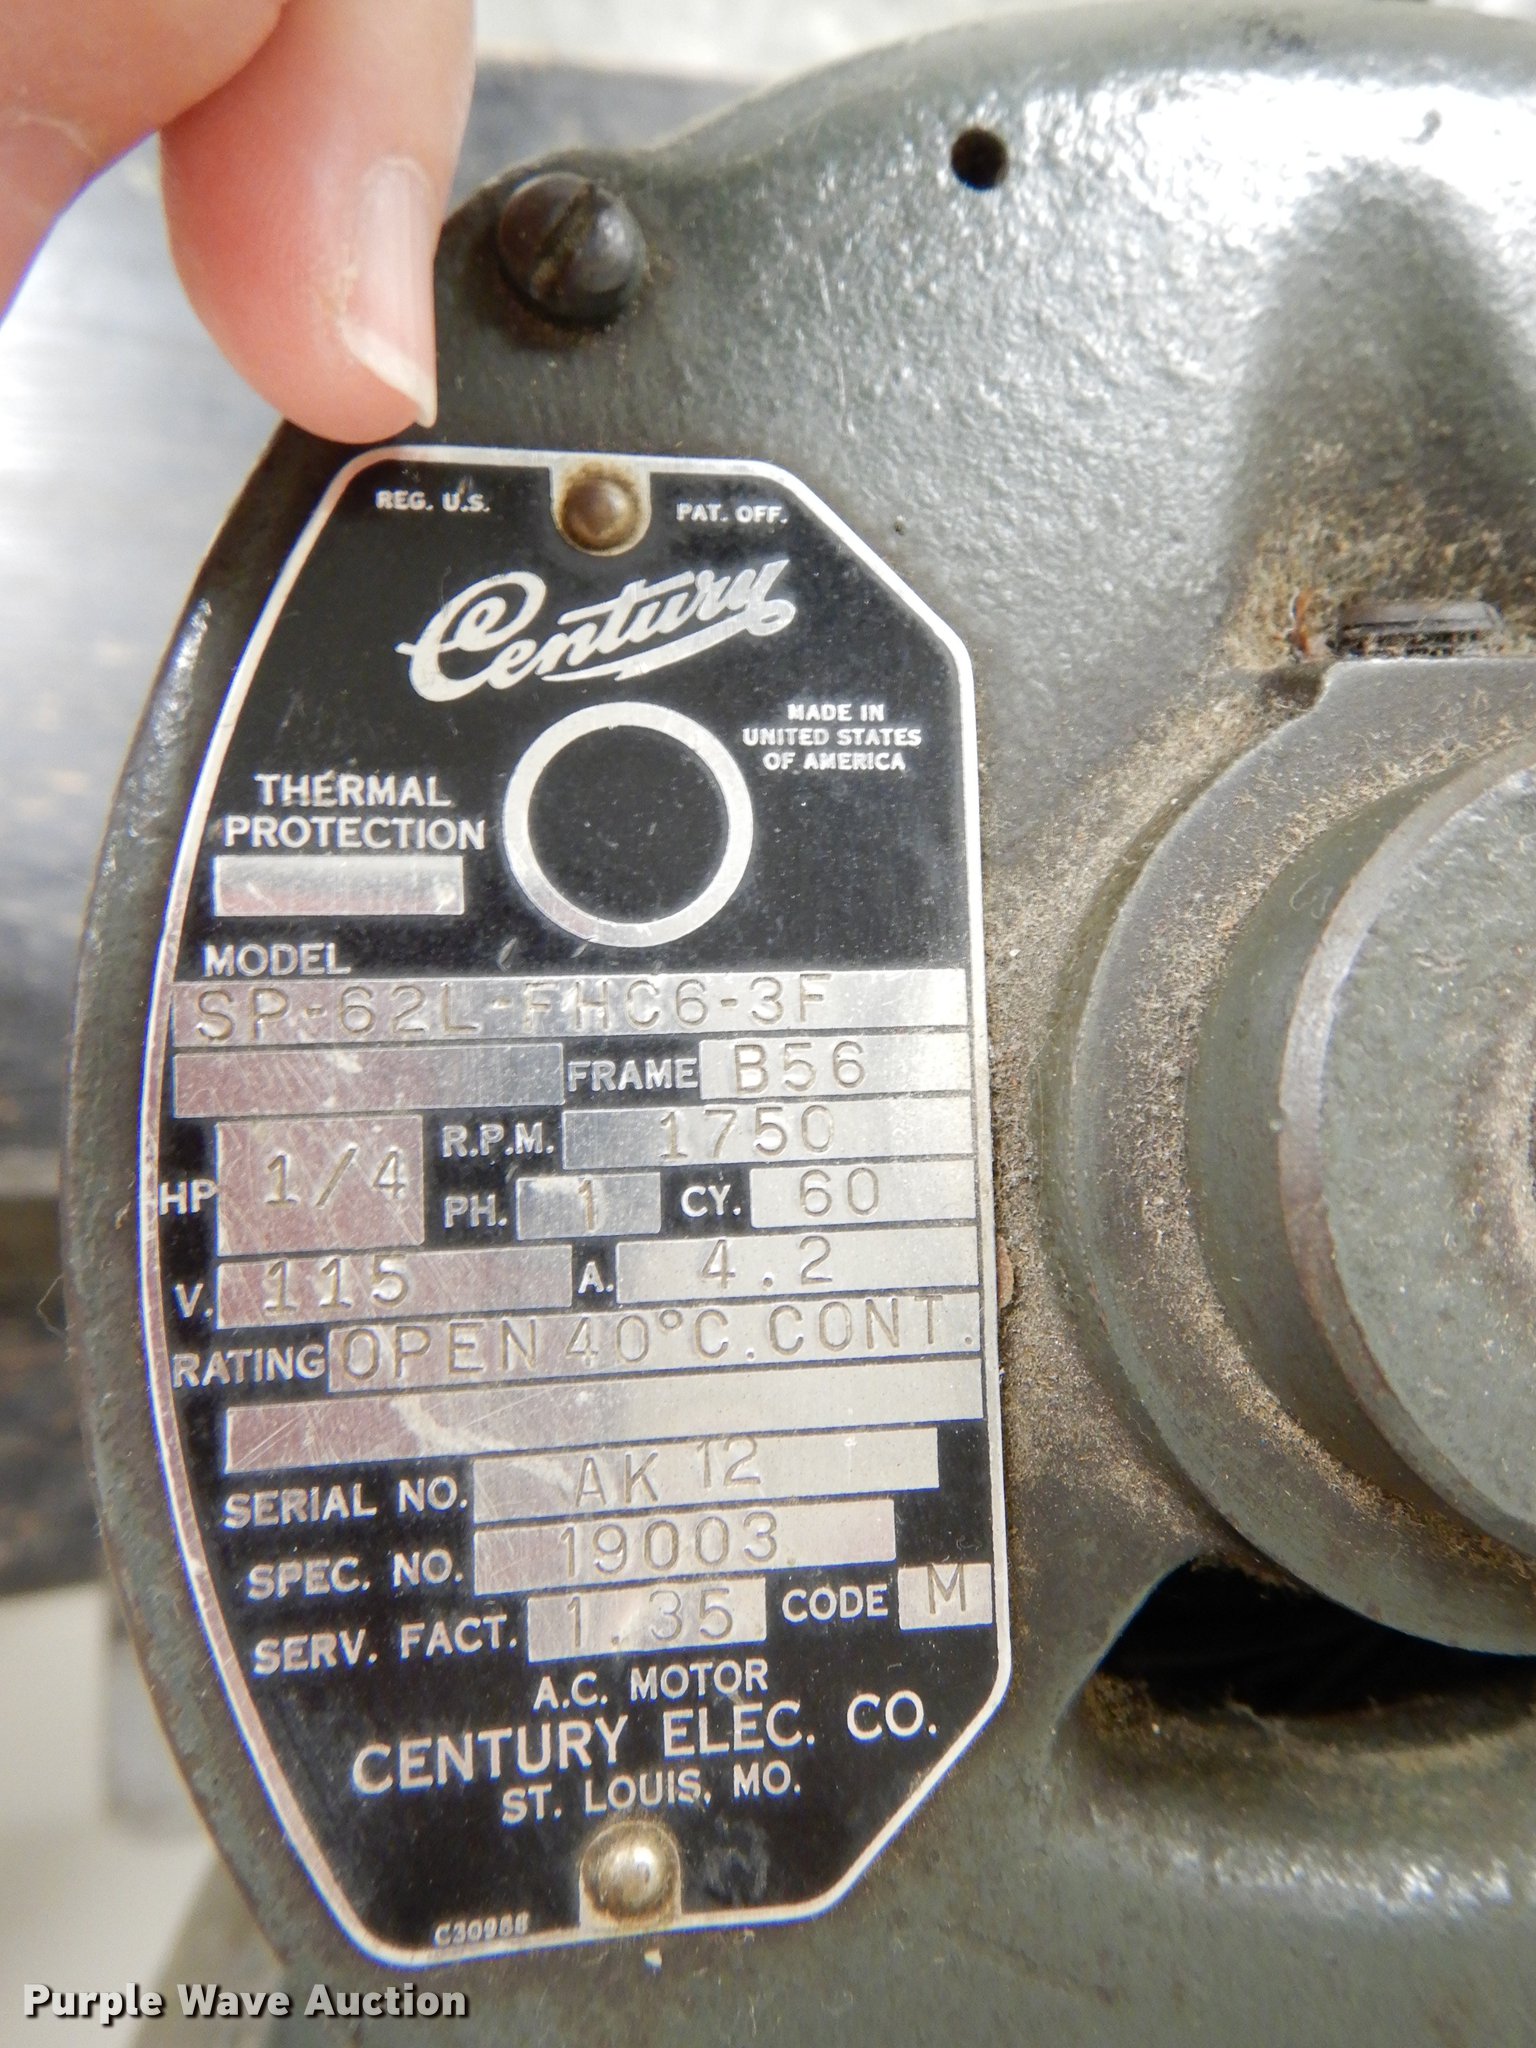 REG. U.S. PAT. OFF.
Century
MADE IN
UNITED STATES
OF AMERICA
THERMAL
PROTECTION
MODEL
SP-62L-FHC6-3F
FRAME B56
HP 1/4 R.P.M. 1750
PH. 1 CY. 60
V. 115 A. 4.2
RATING OPEN 40°C. CONT.
SERIAL NO. AK 12
SPEC. NO. 19003
SERV. FACT. 1.35 CODE M
A.C. MOTOR
CENTURY ELEC. CO.
ST. LOUIS, MO.
Purple Wave Auction